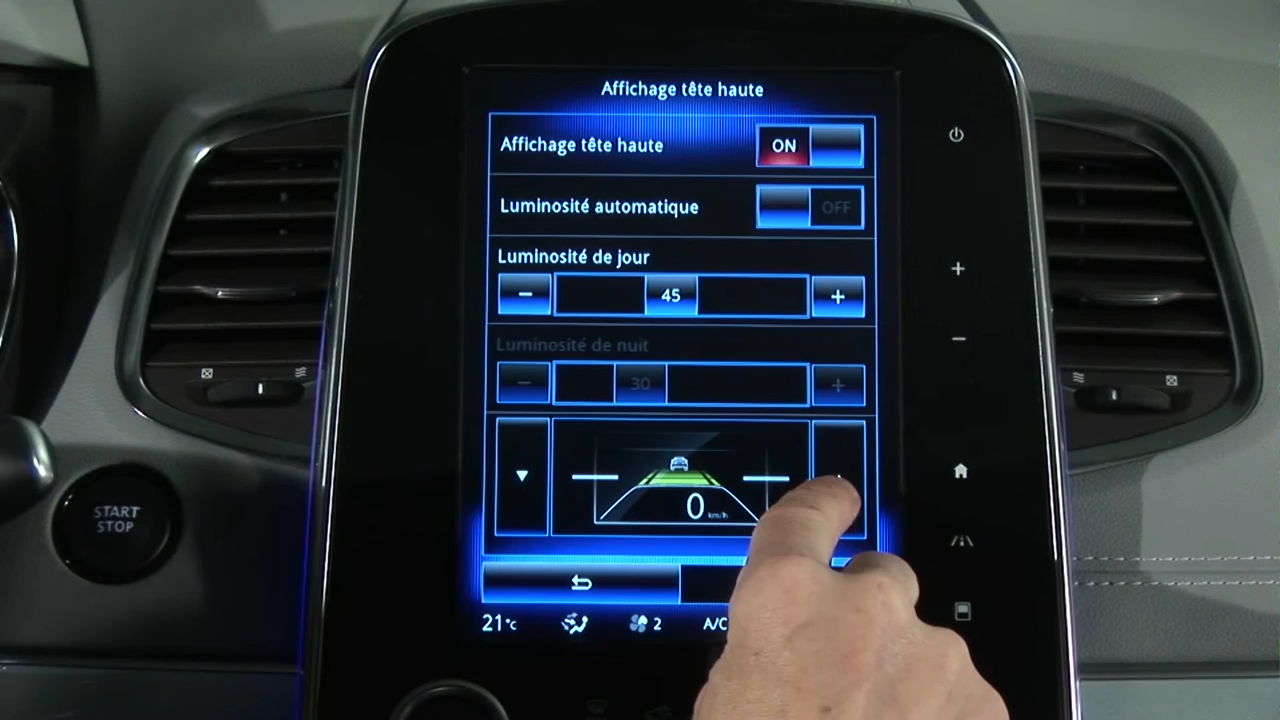 Affichage tête haute
Affichage tête haute ON
Luminosité automatique OFF
Luminosité de jour
− 45 +
Luminosité de nuit
− 30 +
0 km/h
START
STOP
21°C 2 A/C